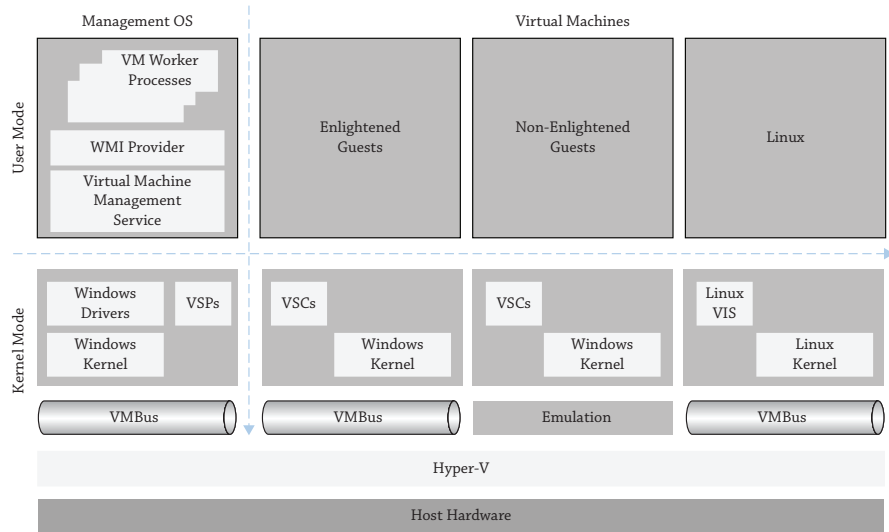 Management OS
Virtual Machines
User Mode
VM Worker
Processes
WMI Provider
Virtual Machine
Management
Service
Enlightened
Guests
Non-Enlightened
Guests
Linux
Kernel Mode
Windows
Drivers
VSPs
Windows
Kernel
VSCs
Windows
Kernel
VSCs
Windows
Kernel
Linux
VIS
Linux
Kernel
VMBus
VMBus
Emulation
VMBus
Hyper-V
Host Hardware